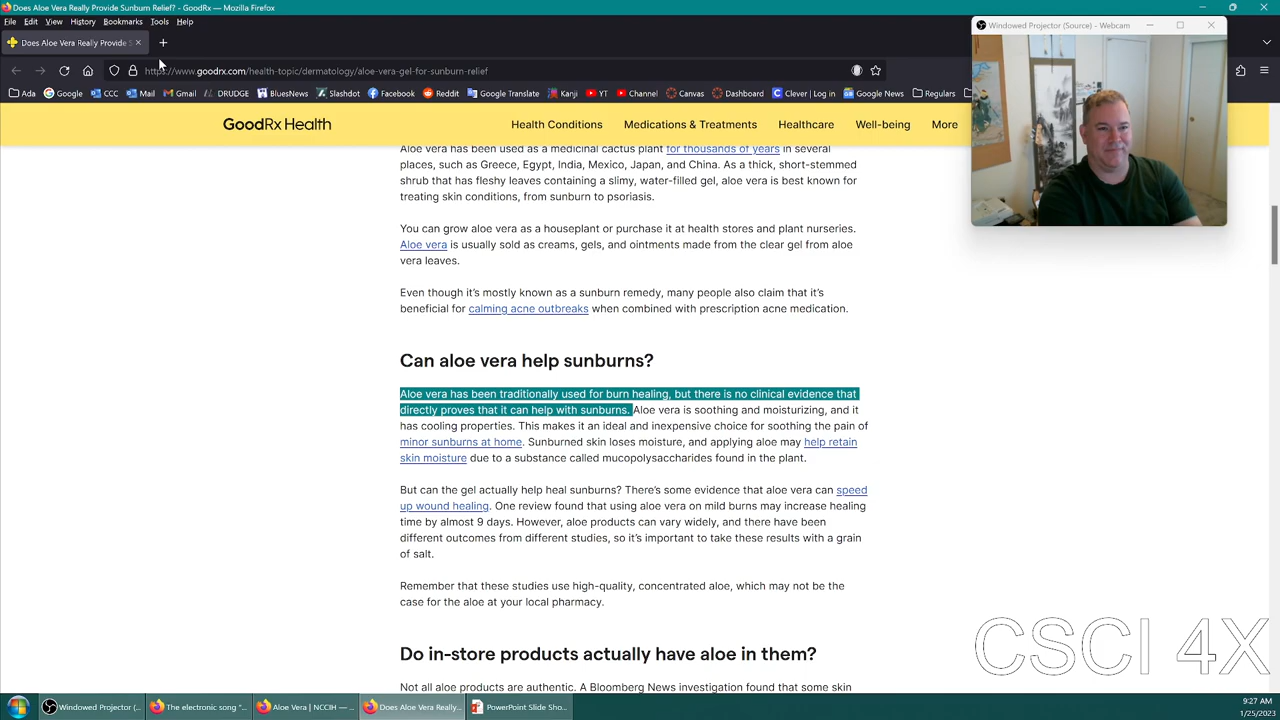 Does Aloe Vera Really Provide Sunburn Relief? - GoodRx — Mozilla Firefox
File Edit View History Bookmarks Tools Help
Does Aloe Vera Really Provide S
https://www.goodrx.com/health-topic/dermatology/aloe-vera-gel-for-sunburn-relief
Ada Google CCC Mail Gmail DRUDGE BluesNews Slashdot Facebook Reddit Google Translate Kanji YT Channel Canvas Dashboard Clever | Log in Google News Regulars
Windowed Projector (Source) - Webcam
GoodRx Health Health Conditions Medications & Treatments Healthcare Well-being More
Aloe vera has been used as a medicinal cactus plant for thousands of years in several
places, such as Greece, Egypt, India, Mexico, Japan, and China. As a thick, short-stemmed
shrub that has fleshy leaves containing a slimy, water-filled gel, aloe vera is best known for
treating skin conditions, from sunburn to psoriasis.
You can grow aloe vera as a houseplant or purchase it at health stores and plant nurseries.
Aloe vera is usually sold as creams, gels, and ointments made from the clear gel from aloe
vera leaves.
Even though it's mostly known as a sunburn remedy, many people also claim that it's
beneficial for calming acne outbreaks when combined with prescription acne medication.
Can aloe vera help sunburns?
Aloe vera has been traditionally used for burn healing, but there is no clinical evidence that
directly proves that it can help with sunburns. Aloe vera is soothing and moisturizing, and it
has cooling properties. This makes it an ideal and inexpensive choice for soothing the pain of
minor sunburns at home. Sunburned skin loses moisture, and applying aloe may help retain
skin moisture due to a substance called mucopolysaccharides found in the plant.
But can the gel actually help heal sunburns? There's some evidence that aloe vera can speed
up wound healing. One review found that using aloe vera on mild burns may increase healing
time by almost 9 days. However, aloe products can vary widely, and there have been
different outcomes from different studies, so it's important to take these results with a grain
of salt.
Remember that these studies use high-quality, concentrated aloe, which may not be the
case for the aloe at your local pharmacy.
Do in-store products actually have aloe in them?
Not all aloe products are authentic. A Bloomberg News investigation found that some skin
CSCI 4X
Windowed Projector (... The electronic song "... Aloe Vera | NCCIH — ... Does Aloe Vera Really... PowerPoint Slide Sho...
9:27 AM
1/25/2023